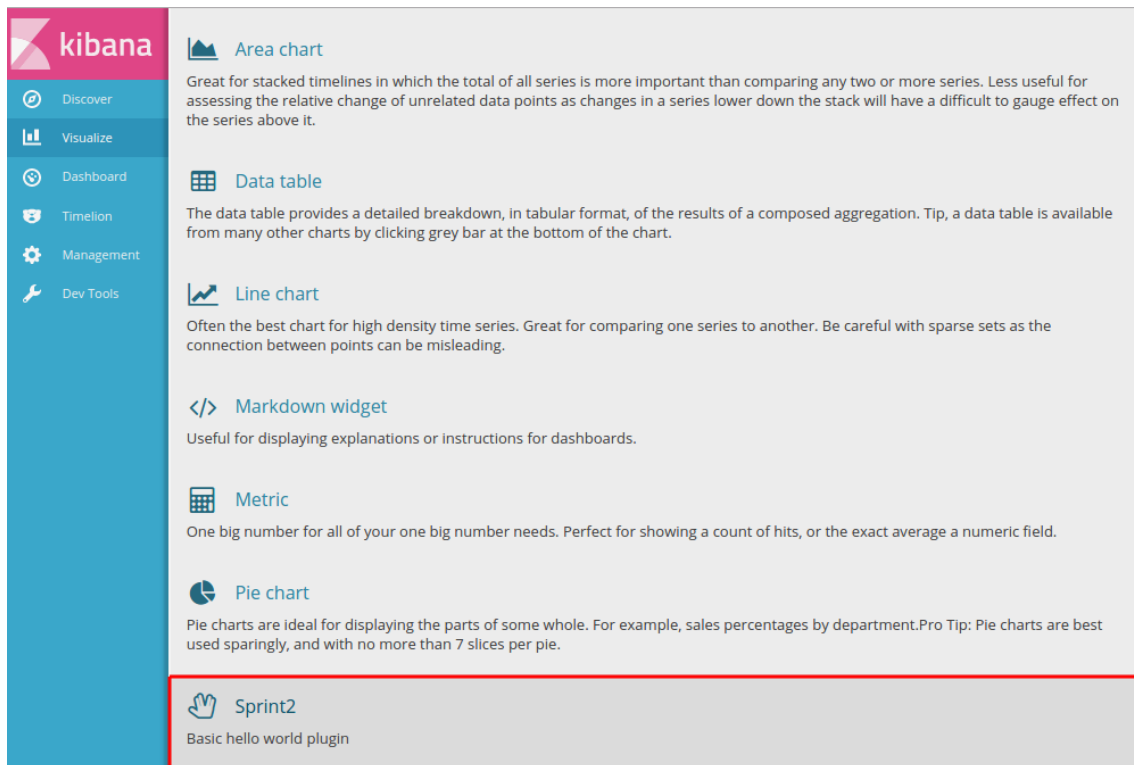 kibana
Discover
Visualize
Dashboard
Timelion
Management
Dev Tools
Area chart
Great for stacked timelines in which the total of all series is more important than comparing any two or more series. Less useful for
assessing the relative change of unrelated data points as changes in a series lower down the stack will have a difficult to gauge effect on
the series above it.
Data table
The data table provides a detailed breakdown, in tabular format, of the results of a composed aggregation. Tip, a data table is available
from many other charts by clicking grey bar at the bottom of the chart.
Line chart
Often the best chart for high density time series. Great for comparing one series to another. Be careful with sparse sets as the
connection between points can be misleading.
Markdown widget
Useful for displaying explanations or instructions for dashboards.
Metric
One big number for all of your one big number needs. Perfect for showing a count of hits, or the exact average a numeric field.
Pie chart
Pie charts are ideal for displaying the parts of some whole. For example, sales percentages by department.Pro Tip: Pie charts are best
used sparingly, and with no more than 7 slices per pie.
Sprint2
Basic hello world plugin